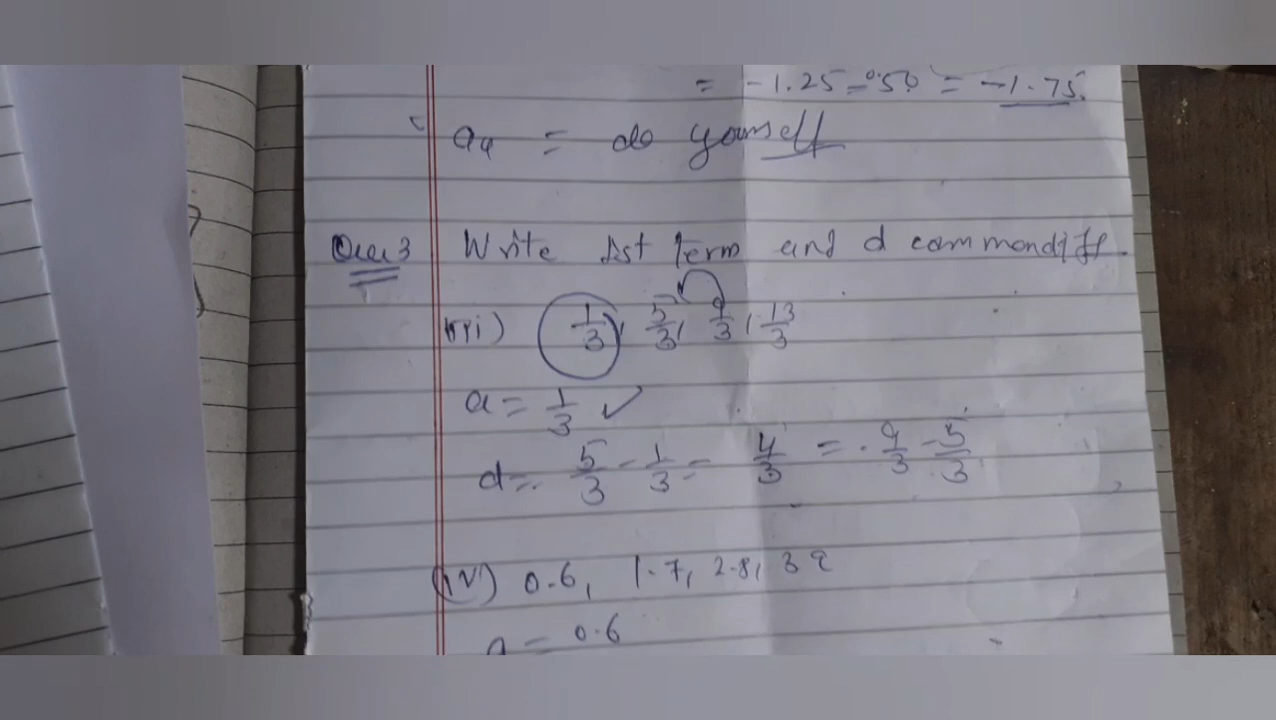 = -1.25-0.50 = -1.75.
a4 = do yourself
Que 3 Write Ist term and d common diff.
(iii) 1/3, 5/3, 9/3, 13/3
a = 1/3 ✓
d = 5/3 - 1/3 = 4/3 = 9/3 - 5/3
(iv) 0.6, 1.7, 2.8, 3.9
a = 0.6